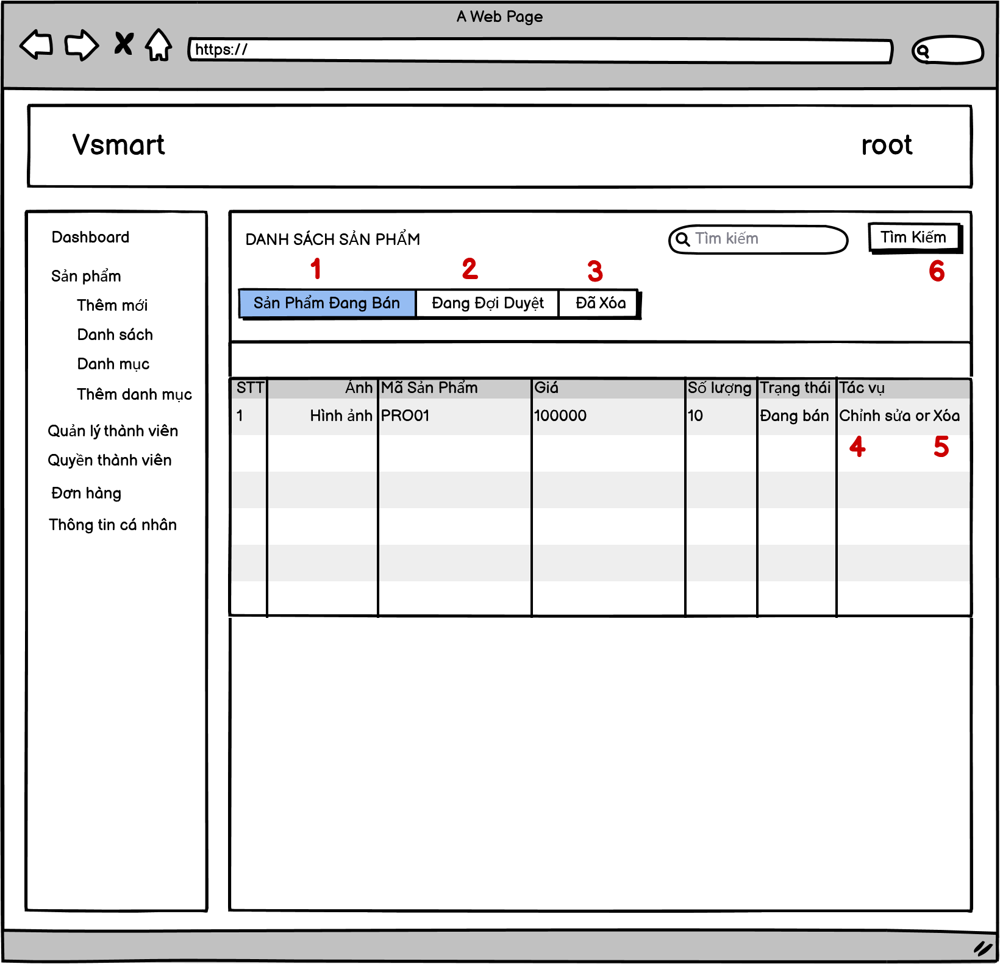 A Web Page
https://
Vsmart
root
Dashboard
Sản phẩm
Thêm mới
Danh sách
Danh mục
Thêm danh mục
Quản lý thành viên
Quyền thành viên
Đơn hàng
Thông tin cá nhân
DANH SÁCH SẢN PHẨM
Tìm kiếm
Tìm Kiếm
1 2 3 6
Sản Phẩm Đang Bán Đang Đợi Duyệt Đã Xóa
STT Ảnh Mã Sản Phẩm Giá Số lượng Trạng thái Tác vụ
1 Hình ảnh PRO01 100000 10 Đang bán Chỉnh sửa or Xóa
4 5